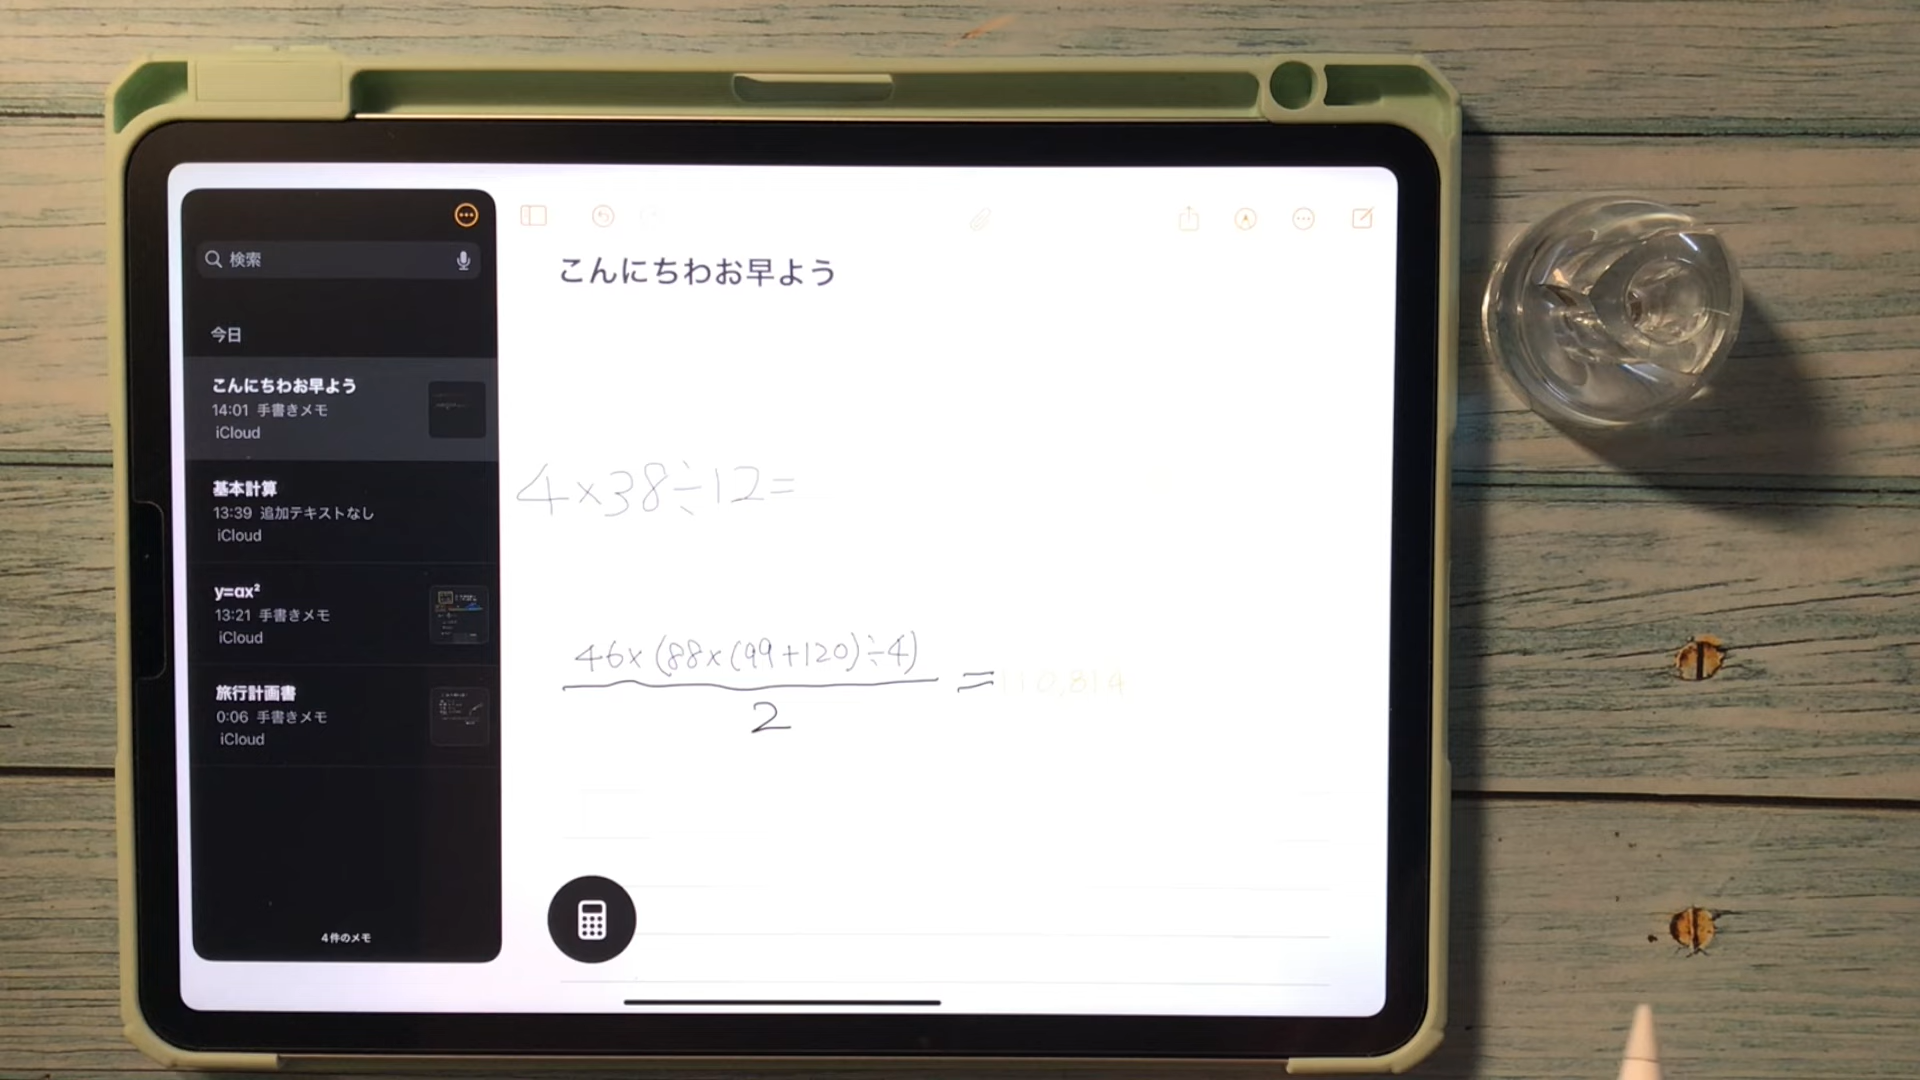 検索
今日
こんにちわお早よう
14:01 手書きメモ
iCloud
基本計算
13:39 追加テキストなし
iCloud
y=ax²
13:21 手書きメモ
iCloud
旅行計画書
0:06 手書きメモ
iCloud
4件のメモ
こんにちわお早よう
4×38÷12=
46×(88×(99+120)÷4)
2
=110,814